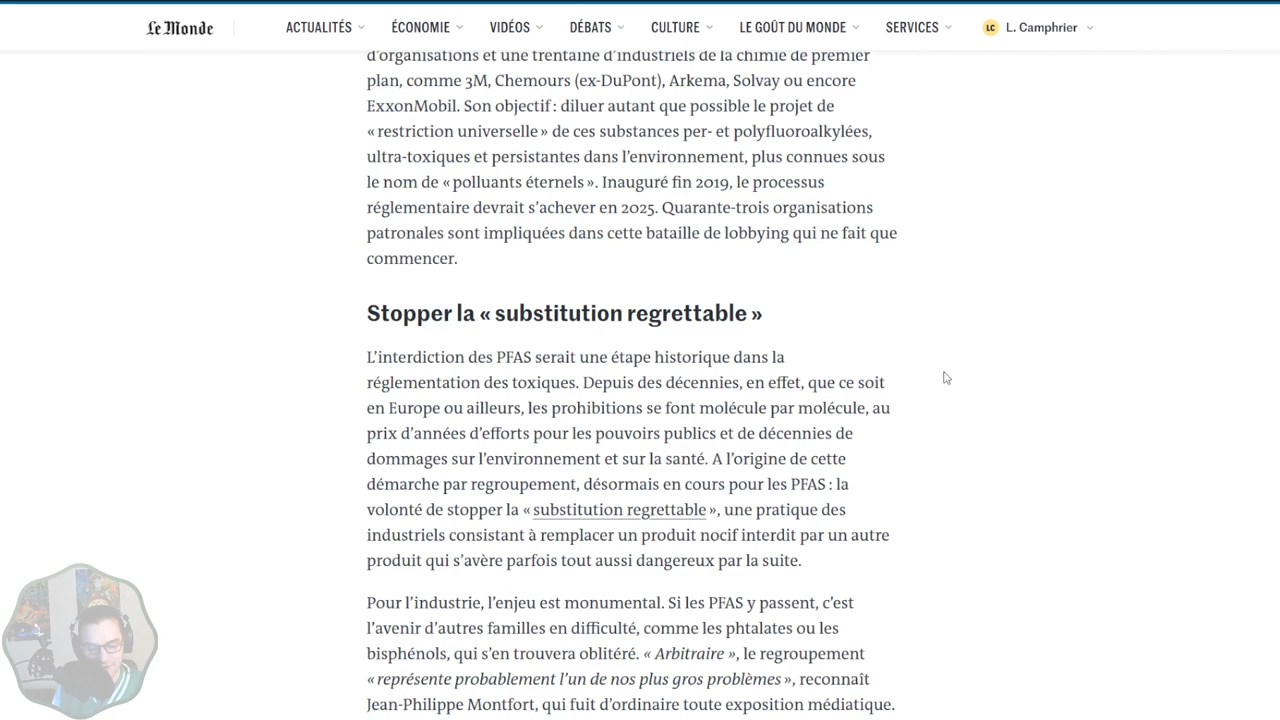 Le Monde
ACTUALITÉS
ÉCONOMIE
VIDÉOS
DÉBATS
CULTURE
LE GOÛT DU MONDE
SERVICES
LC
L. Camphrier
d’organisations et une trentaine d’industriels de la chimie de premier
plan, comme 3M, Chemours (ex-DuPont), Arkema, Solvay ou encore
ExxonMobil. Son objectif : diluer autant que possible le projet de
« restriction universelle » de ces substances per- et polyfluoroalkylées,
ultra-toxiques et persistantes dans l’environnement, plus connues sous
le nom de « polluants éternels ». Inauguré fin 2019, le processus
réglementaire devrait s’achever en 2025. Quarante-trois organisations
patronales sont impliquées dans cette bataille de lobbying qui ne fait que
commencer.
Stopper la « substitution regrettable »
L’interdiction des PFAS serait une étape historique dans la
réglementation des toxiques. Depuis des décennies, en effet, que ce soit
en Europe ou ailleurs, les prohibitions se font molécule par molécule, au
prix d’années d’efforts pour les pouvoirs publics et de décennies de
dommages sur l’environnement et sur la santé. A l’origine de cette
démarche par regroupement, désormais en cours pour les PFAS : la
volonté de stopper la « substitution regrettable », une pratique des
industriels consistant à remplacer un produit nocif interdit par un autre
produit qui s’avère parfois tout aussi dangereux par la suite.
Pour l’industrie, l’enjeu est monumental. Si les PFAS y passent, c’est
l’avenir d’autres familles en difficulté, comme les phtalates ou les
bisphénols, qui s’en trouvera oblitéré. « Arbitraire », le regroupement
« représente probablement l’un de nos plus gros problèmes », reconnaît
Jean-Philippe Montfort, qui fuit d’ordinaire toute exposition médiatique.